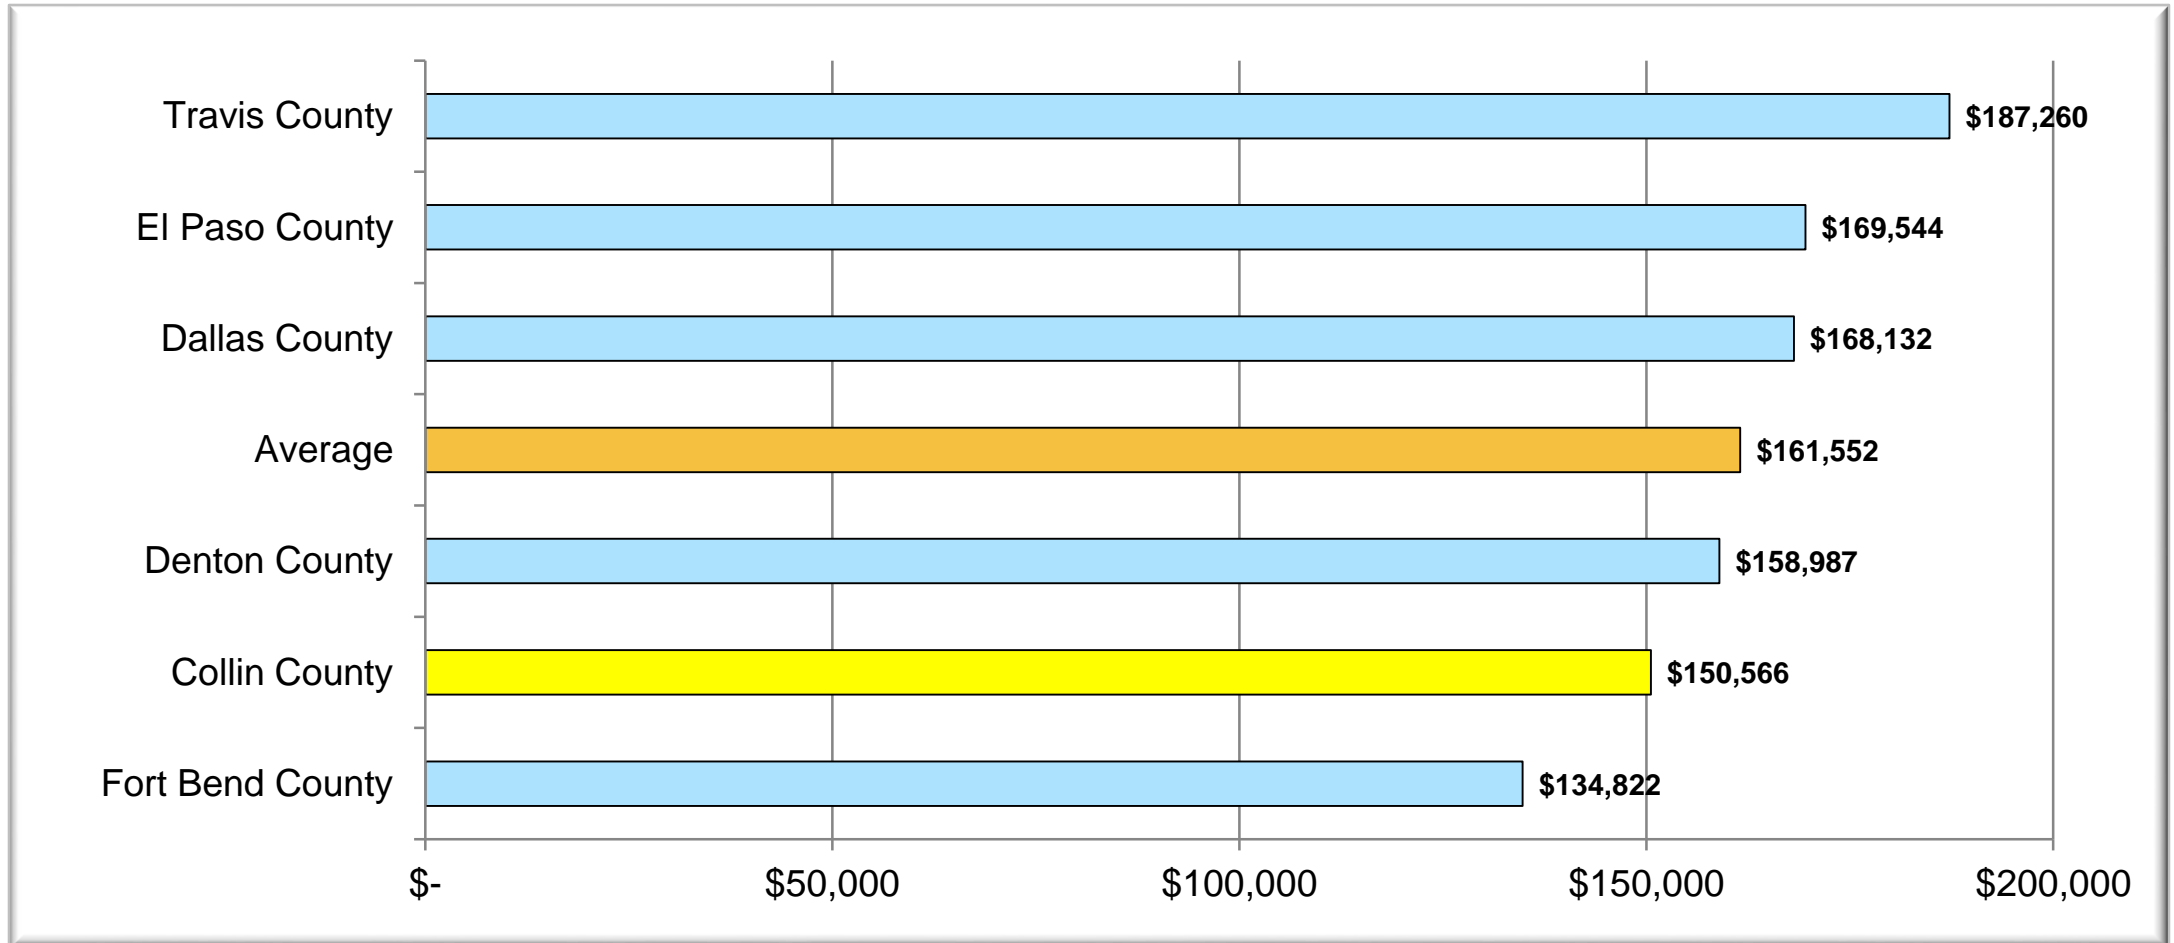 Travis County $187,260
El Paso County $169,544
Dallas County $168,132
Average $161,552
Denton County $158,987
Collin County $150,566
Fort Bend County $134,822
$- $50,000 $100,000 $150,000 $200,000